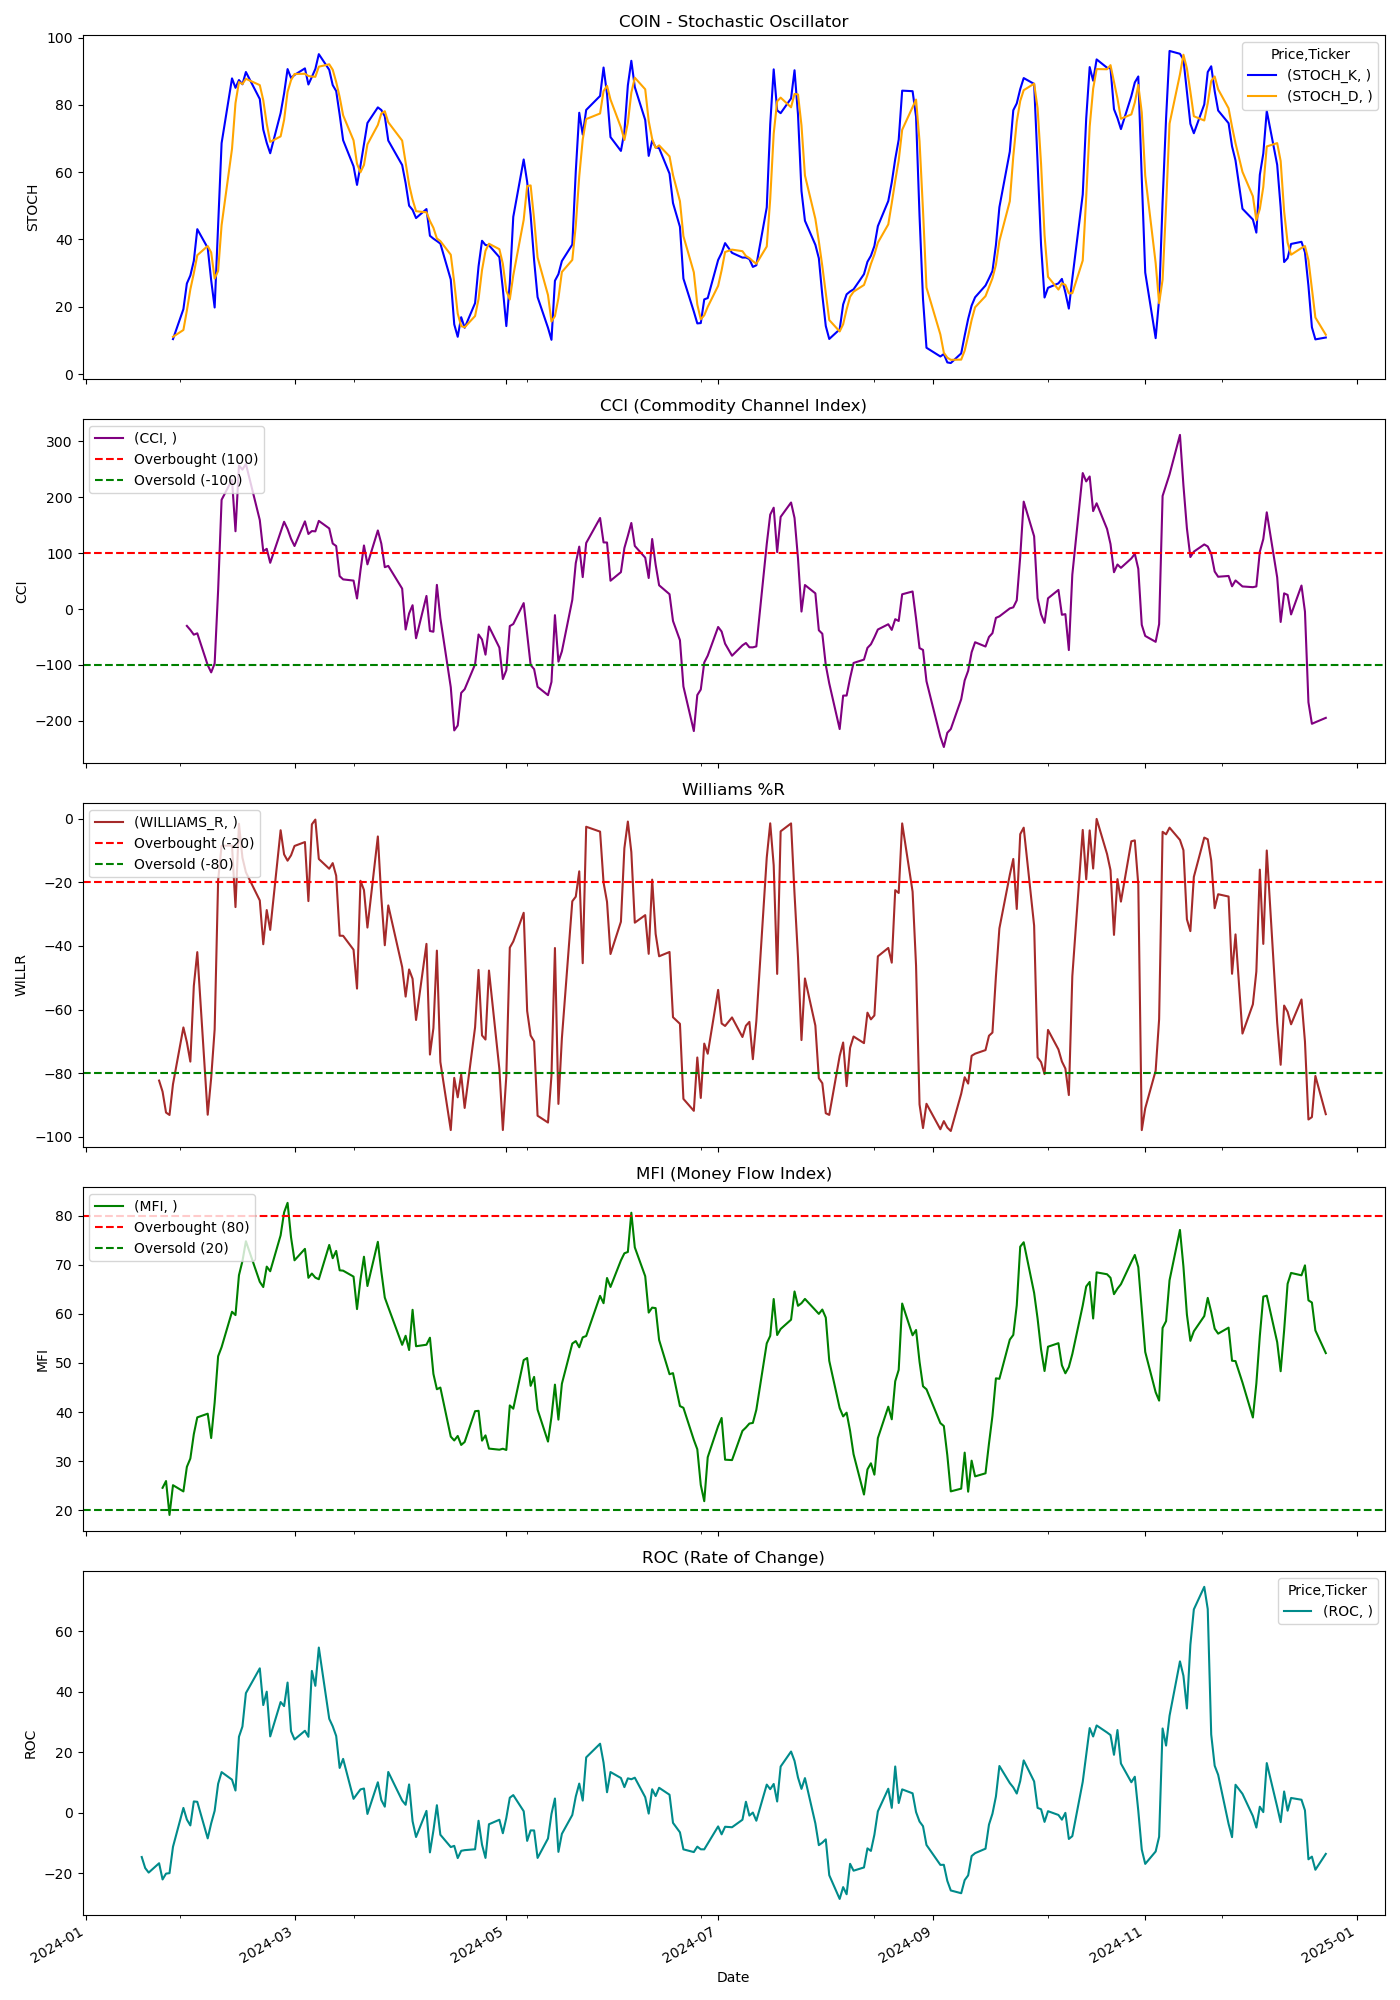 COIN - Stochastic Oscillator
100
80
60
40
20
0
STOCH
Price,Ticker
(STOCH_K, )
(STOCH_D, )
CCI (Commodity Channel Index)
300
200
100
0
−100
−200
CCI
(CCI, )
Overbought (100)
Oversold (-100)
Williams %R
0
−20
−40
−60
−80
−100
WILLR
(WILLIAMS_R, )
Overbought (-20)
Oversold (-80)
MFI (Money Flow Index)
80
70
60
50
40
30
20
MFI
(MFI, )
Overbought (80)
Oversold (20)
ROC (Rate of Change)
60
40
20
0
−20
ROC
Price,Ticker
(ROC, )
2024-01
2024-03
2024-05
2024-07
2024-09
2024-11
2025-01
Date